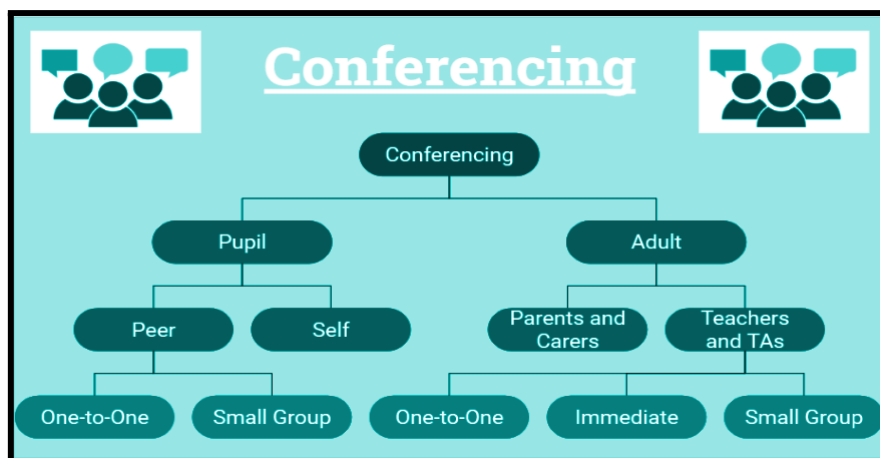 Conferencing
Conferencing
Pupil
Adult
Peer
Self
Parents and
Carers
Teachers
and TAs
One-to-One
Small Group
One-to-One
Immediate
Small Group